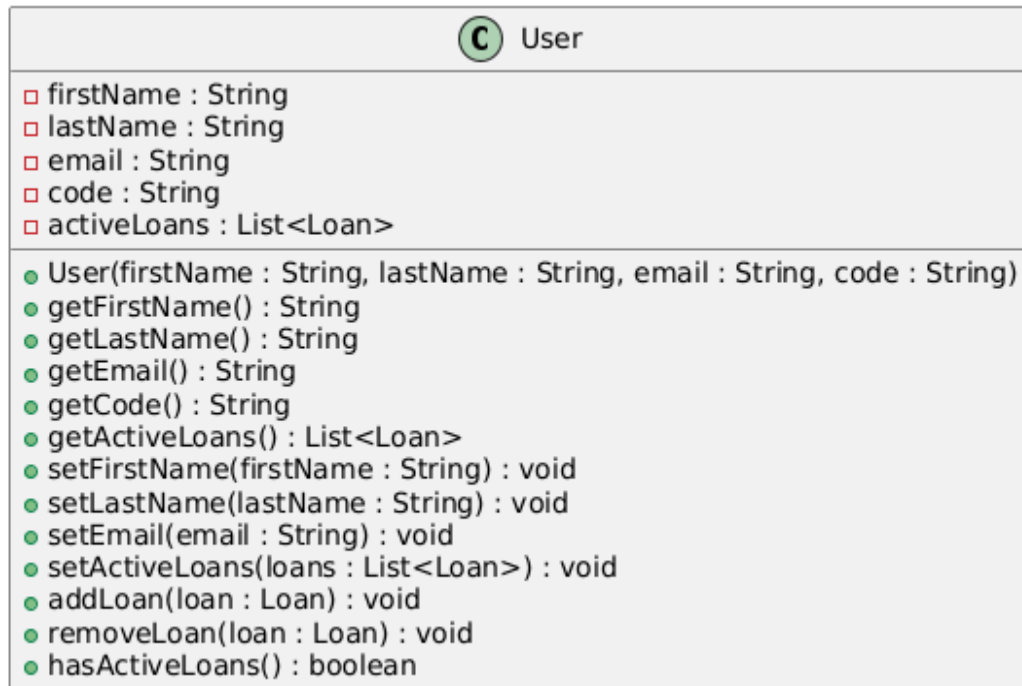 C User
firstName : String
lastName : String
email : String
code : String
activeLoans : List<Loan>
User(firstName : String, lastName : String, email : String, code : String)
getFirstName() : String
getLastName() : String
getEmail() : String
getCode() : String
getActiveLoans() : List<Loan>
setFirstName(firstName : String) : void
setLastName(lastName : String) : void
setEmail(email : String) : void
setActiveLoans(loans : List<Loan>) : void
addLoan(loan : Loan) : void
removeLoan(loan : Loan) : void
hasActiveLoans() : boolean